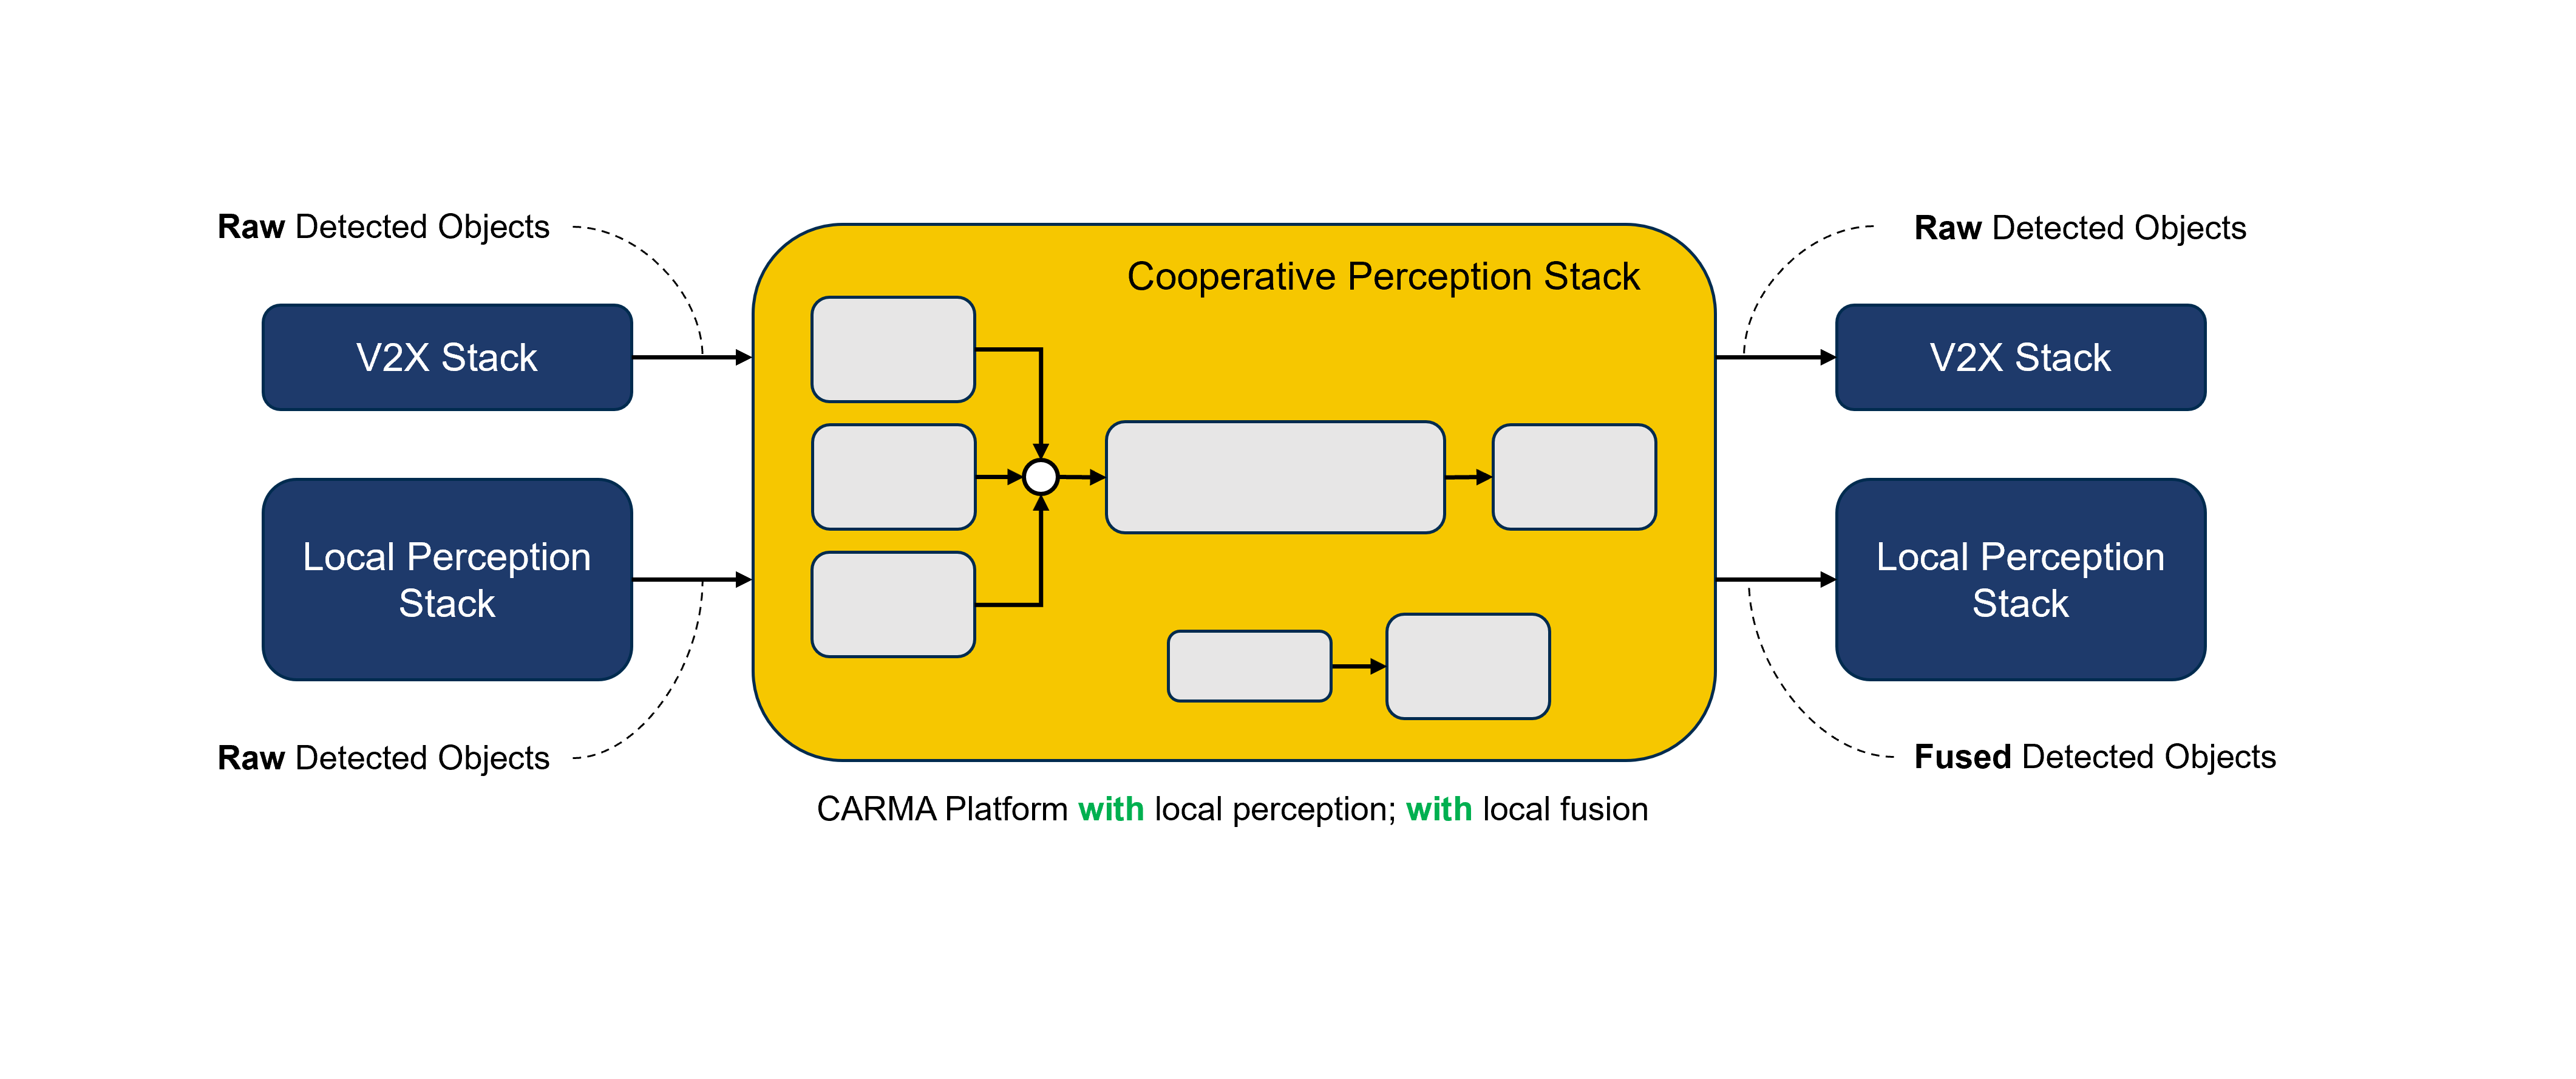 Raw Detected Objects
Raw Detected Objects
Cooperative Perception Stack
V2X Stack
V2X Stack
Local Perception
Stack
Local Perception
Stack
Raw Detected Objects
Fused Detected Objects
CARMA Platform with local perception; with local fusion